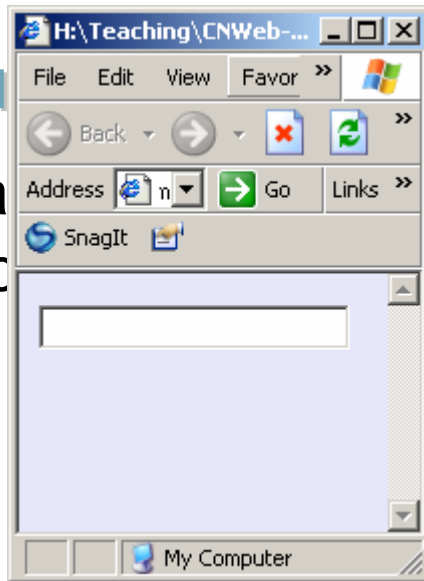 H:\Teaching\CNWeb-...
File Edit View Favor »
Back »
Address n Go Links »
SnagIt
My Computer